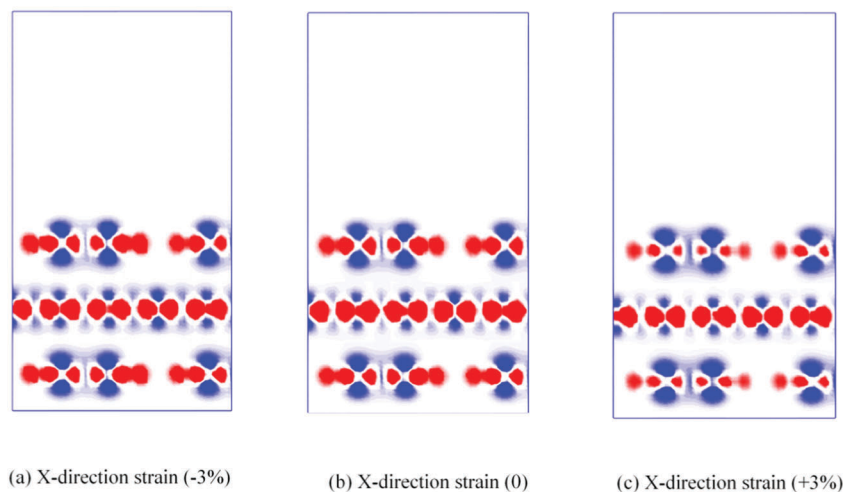 (a) X-direction strain (-3%)
(b) X-direction strain (0)
(c) X-direction strain (+3%)